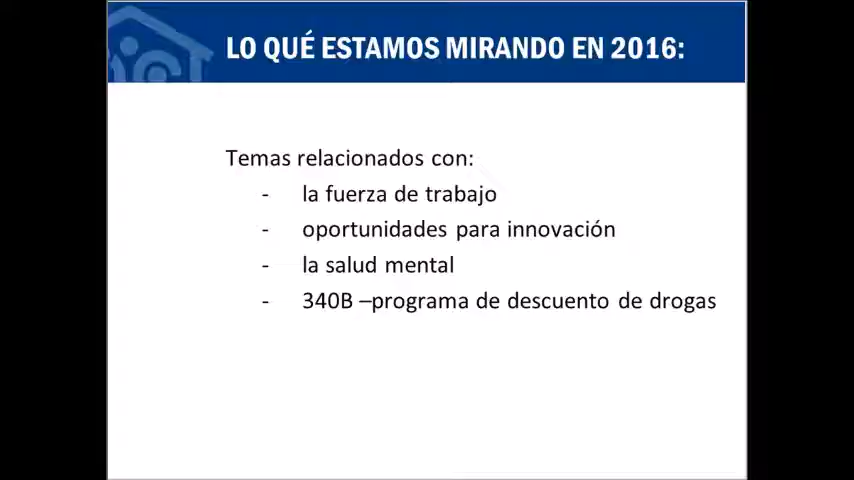 LO QUÉ ESTAMOS MIRANDO EN 2016:
Temas relacionados con:
- la fuerza de trabajo
- oportunidades para innovación
- la salud mental
- 340B –programa de descuento de drogas